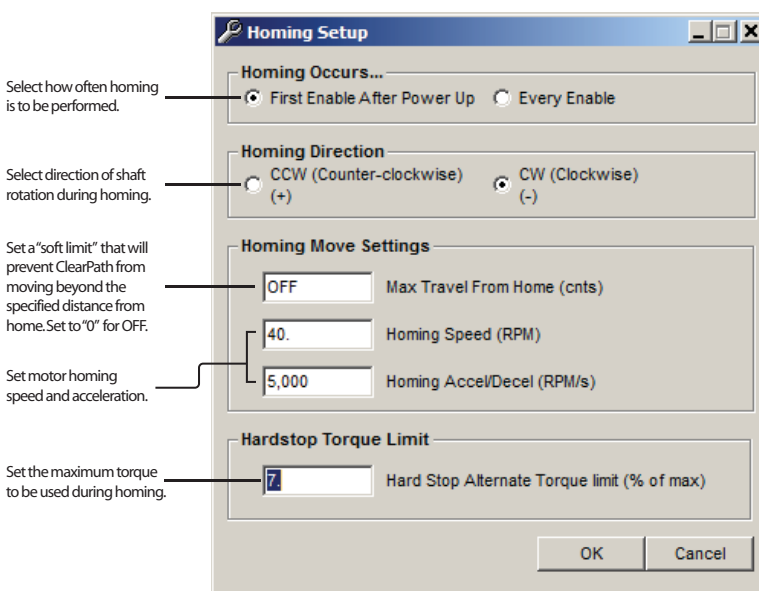 Homing Setup
Select how often homing
is to be performed.
Homing Occurs...
First Enable After Power Up
Every Enable
Select direction of shaft
rotation during homing.
Homing Direction
CCW (Counter-clockwise)
(+)
CW (Clockwise)
(-)
Set a "soft limit" that will
prevent ClearPath from
moving beyond the
specified distance from
home. Set to "0" for OFF.
Homing Move Settings
OFF
Max Travel From Home (cnts)
40.
Homing Speed (RPM)
Set motor homing
speed and acceleration.
5,000
Homing Accel/Decel (RPM/s)
Hardstop Torque Limit
Set the maximum torque
to be used during homing.
7.
Hard Stop Alternate Torque limit (% of max)
OK
Cancel